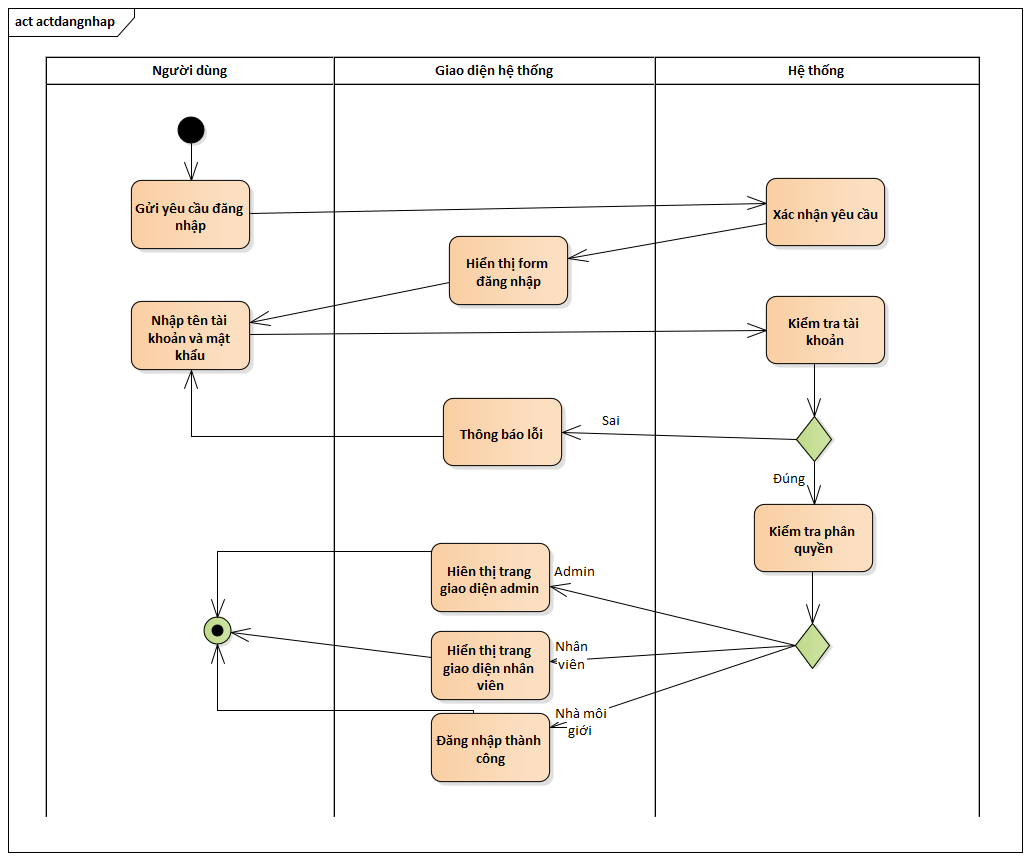 act actdangnhap
Người dùng
Giao diện hệ thống
Hệ thống
Gửi yêu cầu đăng
nhập
Xác nhận yêu cầu
Hiển thị form
đăng nhập
Nhập tên tài
khoản và mật
khẩu
Kiểm tra tài
khoản
Thông báo lỗi
Sai
Đúng
Kiểm tra phân
quyền
Hiên thị trang
giao diện admin
Admin
Hiển thị trang
giao diện nhân
viên
Nhân
viên
Nhà môi
giới
Đăng nhập thành
công